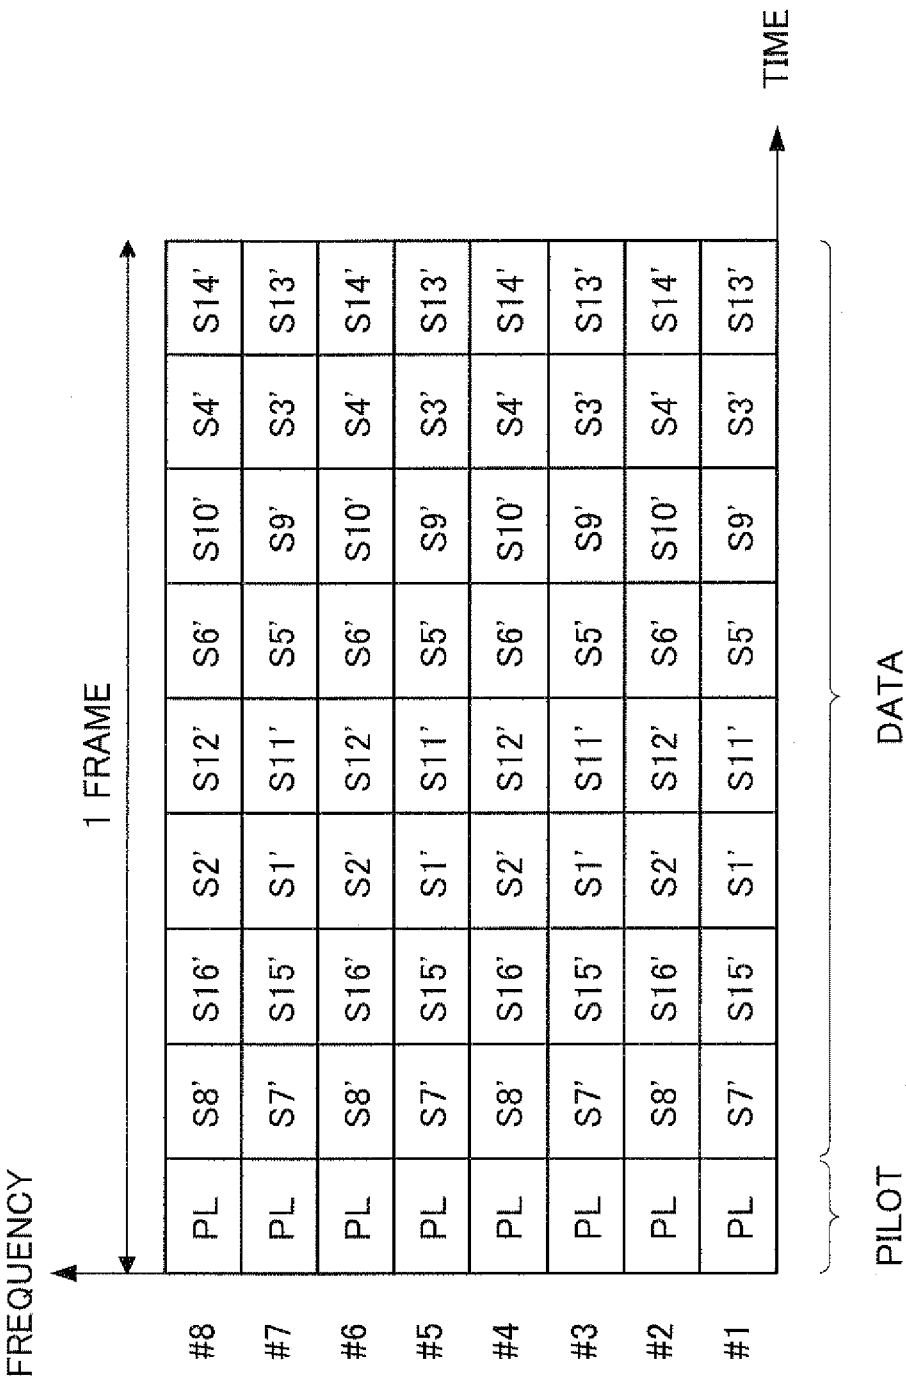 FREQUENCY
1 FRAME
#8 PL S8' S16' S2' S12' S6' S10' S4' S14'
#7 PL S7' S15' S1' S11' S5' S9' S3' S13'
#6 PL S8' S16' S2' S12' S6' S10' S4' S14'
#5 PL S7' S15' S1' S11' S5' S9' S3' S13'
#4 PL S8' S16' S2' S12' S6' S10' S4' S14'
#3 PL S7' S15' S1' S11' S5' S9' S3' S13'
#2 PL S8' S16' S2' S12' S6' S10' S4' S14'
#1 PL S7' S15' S1' S11' S5' S9' S3' S13'
TIME
PILOT DATA